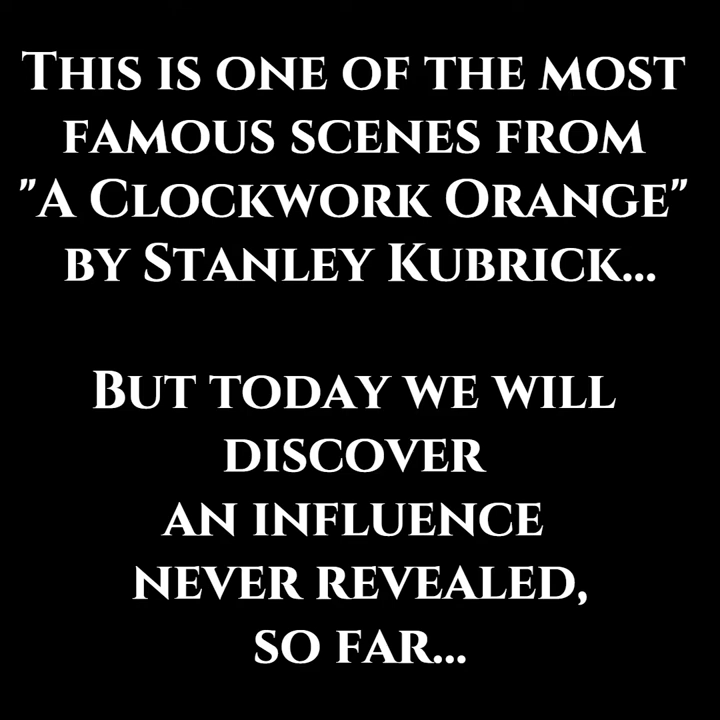 This is one of the most
famous scenes from
"A Clockwork Orange"
by Stanley Kubrick...
But today we will
discover
an influence
never revealed,
so far...